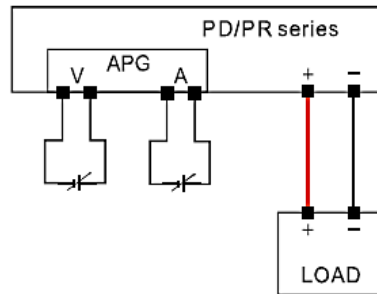 PD/PR series
APG
V A
+ −
+ −
LOAD